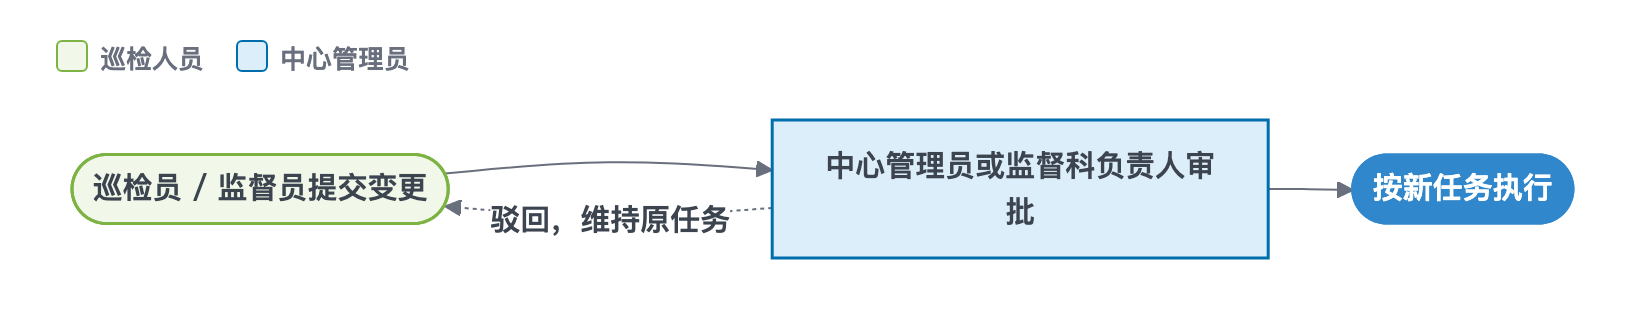 巡检人员
中心管理员
巡检员 / 监督员提交变更
驳回，维持原任务
中心管理员或监督科负责人审
批
按新任务执行